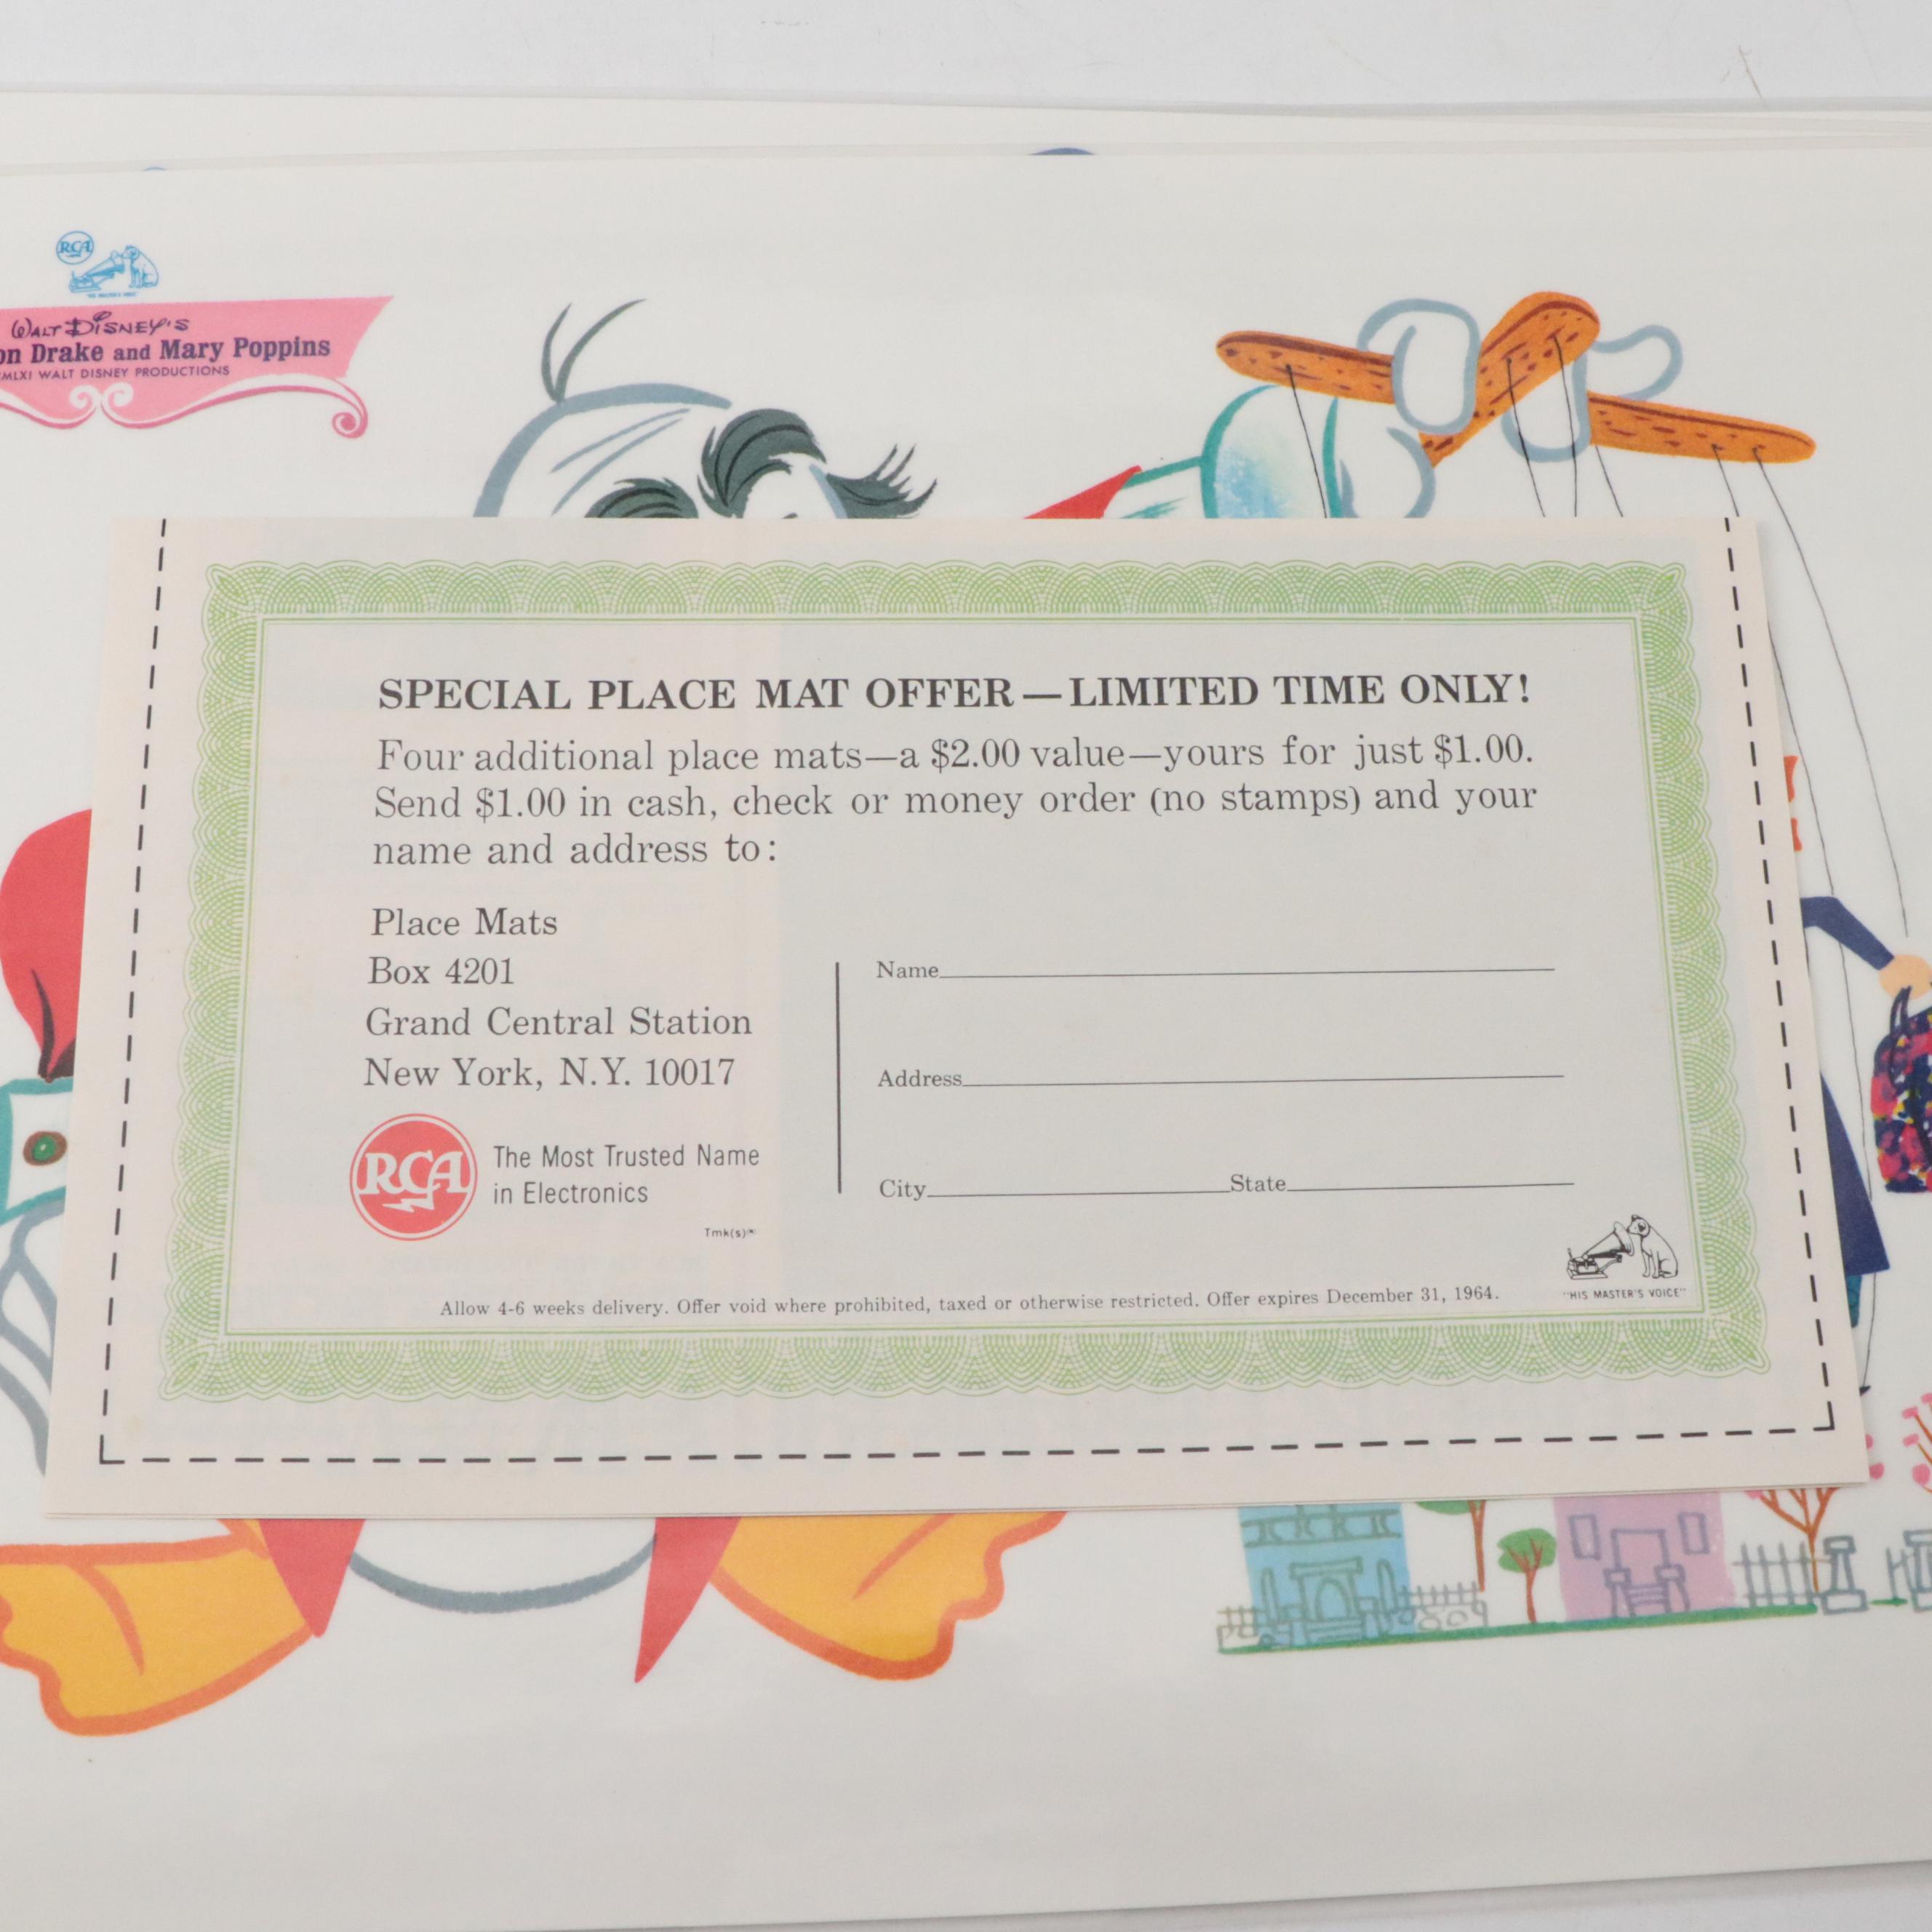 RCA
"HIS MASTER'S VOICE"
WALT DISNEY'S
on Drake and Mary Poppins
MLXI WALT DISNEY PRODUCTIONS
SPECIAL PLACE MAT OFFER—LIMITED TIME ONLY!
Four additional place mats—a $2.00 value—yours for just $1.00.
Send $1.00 in cash, check or money order (no stamps) and your
name and address to:
Place Mats
Box 4201
Grand Central Station
New York, N.Y. 10017
RCA
The Most Trusted Name
in Electronics
Tmk(s)®
Name
Address
City State
"HIS MASTER'S VOICE"
Allow 4-6 weeks delivery. Offer void where prohibited, taxed or otherwise restricted. Offer expires December 31, 1964.